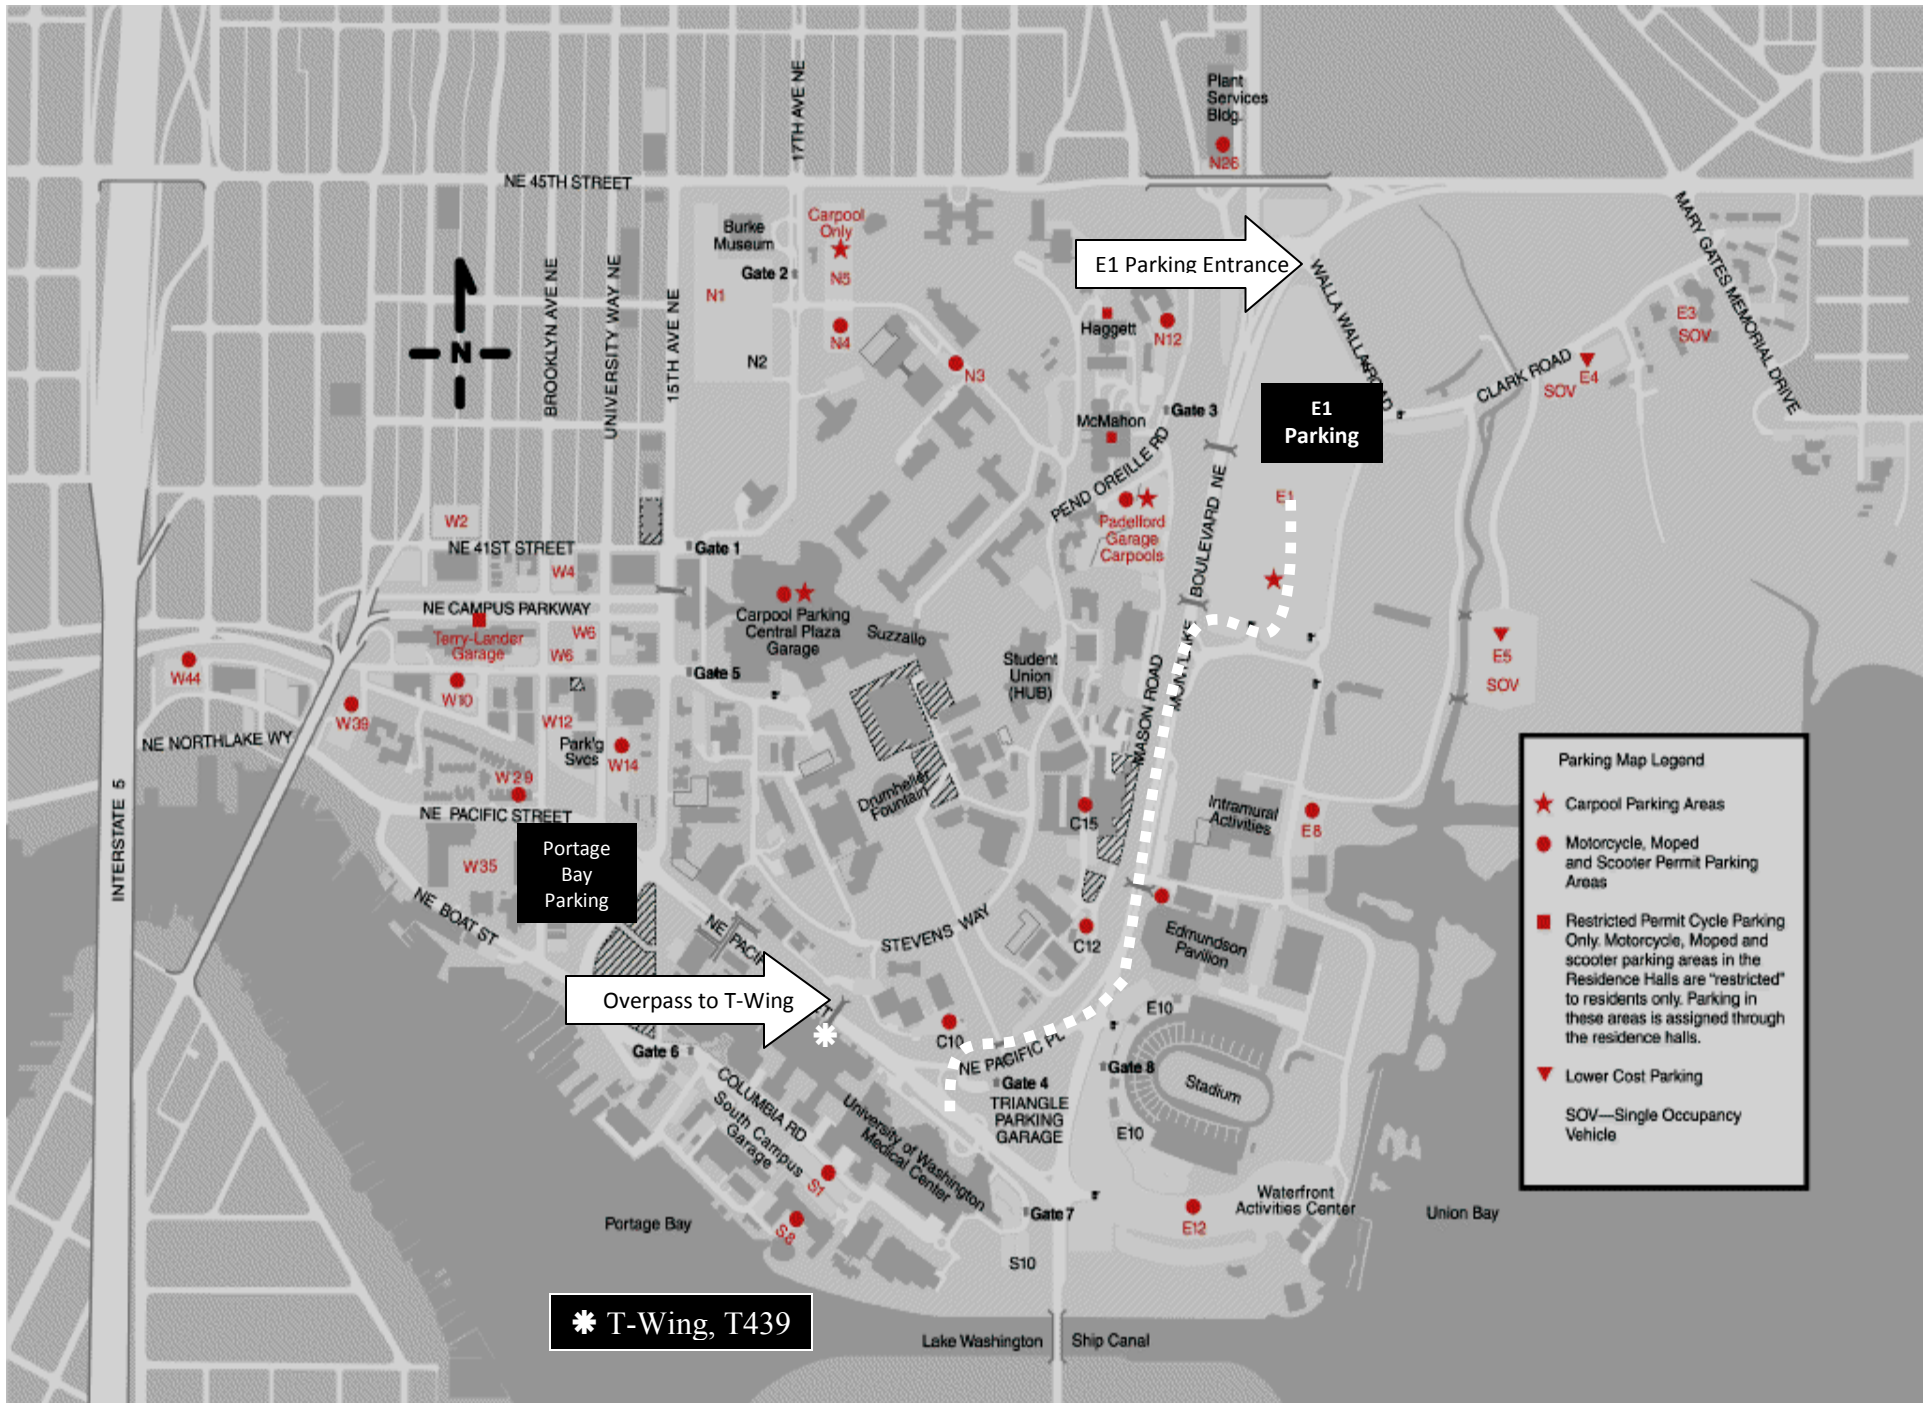 Plant
Services
Bldg.
N26
17TH AVE NE
NE 45TH STREET
MARY GATES MEMORIAL DRIVE
Carpool
Only
Burke
Museum
Gate 2
N5
N1
N4
N2
N3
E1 Parking Entrance
WALLA WALLA ROAD
Haggett
N12
E3
SOV
CLARK ROAD
E4
SOV
N
BROOKLYN AVE NE
UNIVERSITY WAY NE
15TH AVE NE
E1
Parking
Gate 3
McMahon
PEND OREILLE RD
E1
Padelford
Garage
Carpools
MONTLAKE BOULEVARD NE
W2
NE 41ST STREET
Gate 1
W4
NE CAMPUS PARKWAY
Terry-Lander
Garage
W6
W6
Carpool Parking
Central Plaza
Garage
Suzzallo
Student
Union
(HUB)
MASON ROAD
E5
SOV
W44
W10
Gate 5
W39
W12
NE NORTHLAKE WY
Park'g
Svcs
W14
W29
NE PACIFIC STREET
INTERSTATE 5
Drumheller
Fountain
C15
Intramural
Activities
E8
Portage
Bay
Parking
W35
NE BOAT ST
STEVENS WAY
C12
Edmundson
Pavilion
Overpass to T-Wing
C10
NE PACIFIC PL
E10
Gate 6
Gate 4
Gate 8
Stadium
TRIANGLE
PARKING
GARAGE
E10
COLUMBIA RD
South Campus
Garage
University of Washington
Medical Center
S1
S8
Portage Bay
Gate 7
S10
E12
Waterfront
Activities Center
Union Bay
T-Wing, T439
Lake Washington
Ship Canal
Parking Map Legend
Carpool Parking Areas
Motorcycle, Moped
and Scooter Permit Parking
Areas
Restricted Permit Cycle Parking
Only. Motorcycle, Moped and
scooter parking areas in the
Residence Halls are "restricted"
to residents only. Parking in
these areas is assigned through
the residence halls.
Lower Cost Parking
SOV—Single Occupancy
Vehicle